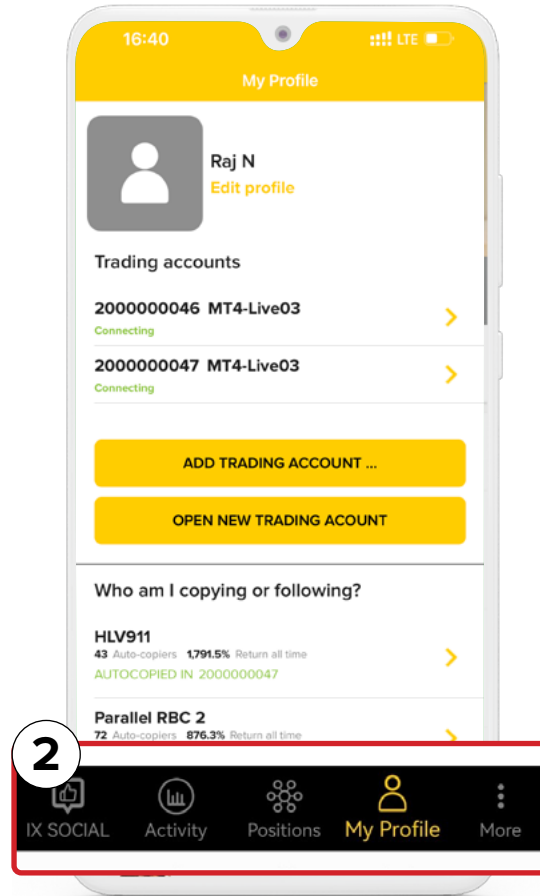 16:40 LTE
My Profile
Raj N
Edit profile
Trading accounts
2000000046 MT4-Live03
Connecting
2000000047 MT4-Live03
Connecting
ADD TRADING ACCOUNT ...
OPEN NEW TRADING ACOUNT
Who am I copying or following?
HLV911
43 Auto-copiers 1,791.5% Return all time
AUTOCOPIED IN 2000000047
Parallel RBC 2
72 Auto-copiers 876.3% Return all time
2
IX SOCIAL Activity Positions My Profile More